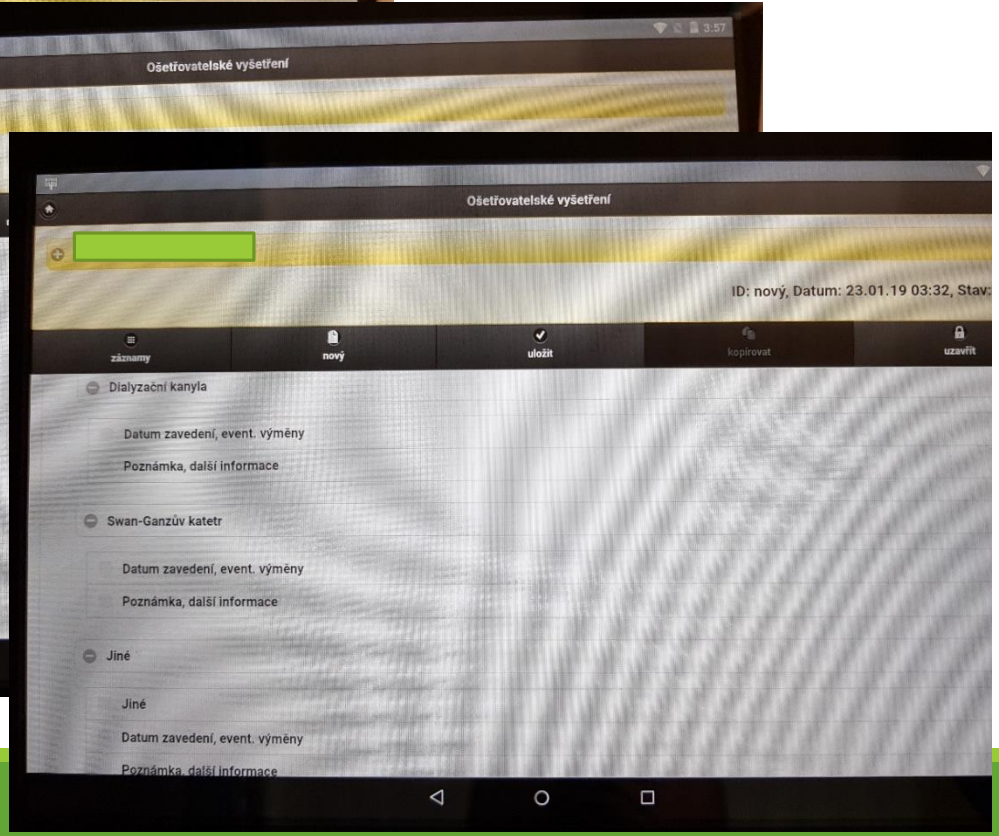 3:57
Ošetřovatelské vyšetření
Ošetřovatelské vyšetření
ID: nový, Datum: 23.01.19 03:32, Stav:
záznamy
nový
uložit
kopírovat
uzavřít
Dialyzační kanyla
Datum zavedení, event. výměny
Poznámka, další informace
Swan-Ganzův katetr
Datum zavedení, event. výměny
Poznámka, další informace
Jiné
Jiné
Datum zavedení, event. výměny
Poznámka, další informace